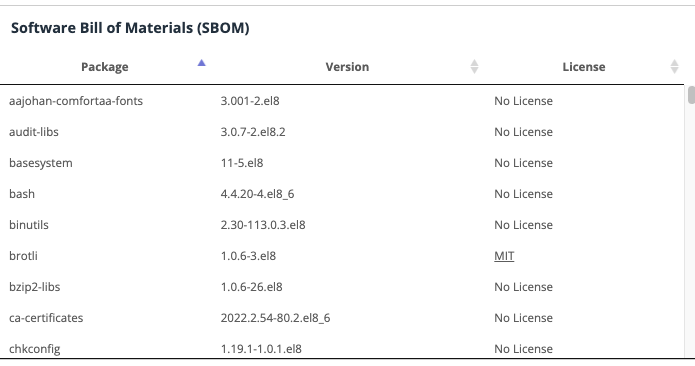 Software Bill of Materials (SBOM)
Package Version License
aajohan-comfortaa-fonts 3.001-2.el8 No License
audit-libs 3.0.7-2.el8.2 No License
basesystem 11-5.el8 No License
bash 4.4.20-4.el8_6 No License
binutils 2.30-113.0.3.el8 No License
brotli 1.0.6-3.el8 MIT
bzip2-libs 1.0.6-26.el8 No License
ca-certificates 2022.2.54-80.2.el8_6 No License
chkconfig 1.19.1-1.0.1.el8 No License